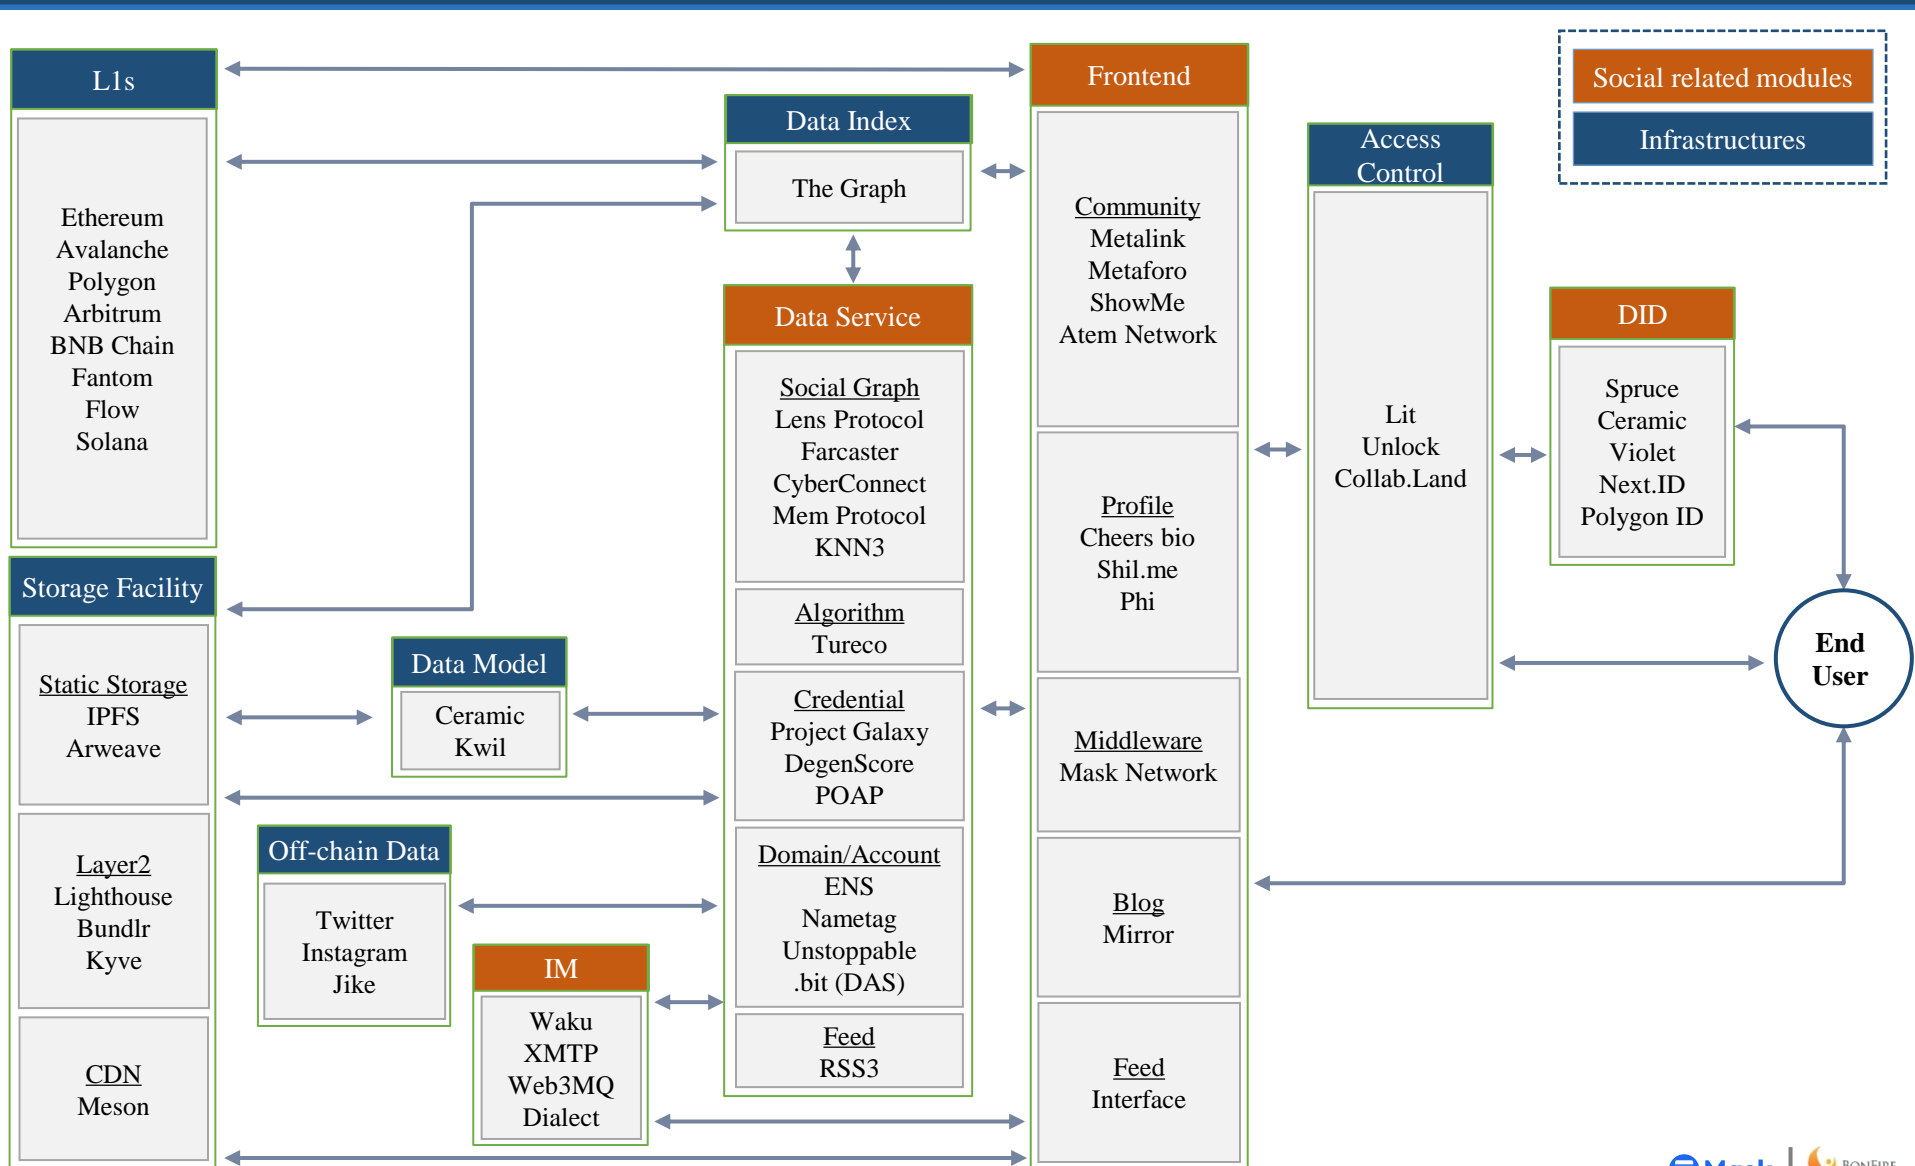 L1s
Ethereum
Avalanche
Polygon
Arbitrum
BNB Chain
Fantom
Flow
Solana
Storage Facility
Static Storage
IPFS
Arweave
Layer2
Lighthouse
Bundlr
Kyve
CDN
Meson
Data Model
Ceramic
Kwil
Off-chain Data
Twitter
Instagram
Jike
IM
Waku
XMTP
Web3MQ
Dialect
Data Index
The Graph
Data Service
Social Graph
Lens Protocol
Farcaster
CyberConnect
Mem Protocol
KNN3
Algorithm
Tureco
Credential
Project Galaxy
DegenScore
POAP
Domain/Account
ENS
Nametag
Unstoppable
.bit (DAS)
Feed
RSS3
Frontend
Community
Metalink
Metaforo
ShowMe
Atem Network
Profile
Cheers bio
Shil.me
Phi
Middleware
Mask Network
Blog
Mirror
Feed
Interface
Access
Control
Lit
Unlock
Collab.Land
DID
Spruce
Ceramic
Violet
Next.ID
Polygon ID
End
User
Social related modules
Infrastructures